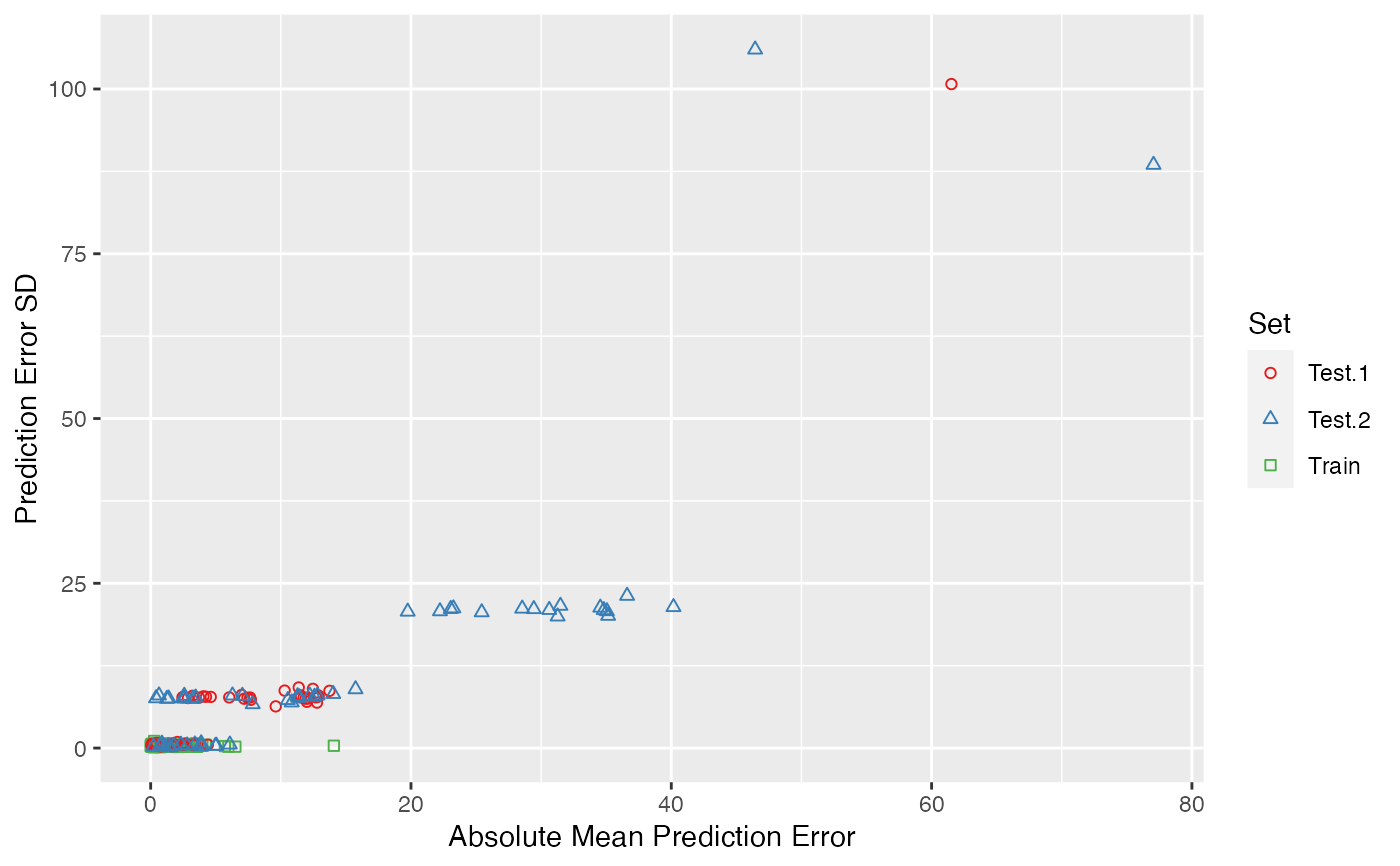 100
75
50
25
0
Prediction Error SD
0 20 40 60 80
Absolute Mean Prediction Error
Set
Test.1
Test.2
Train